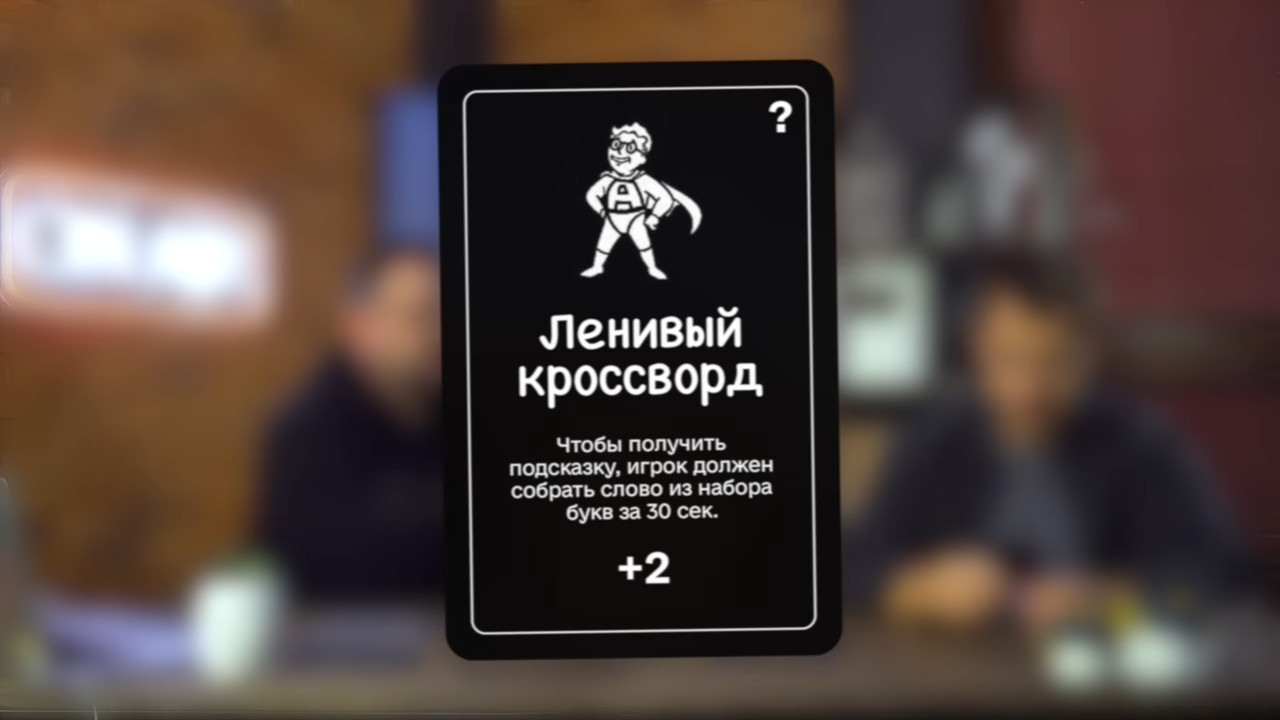 ?
А
Ленивый
кроссворд
Чтобы получить
подсказку, игрок должен
собрать слово из набора
букв за 30 сек.
+2